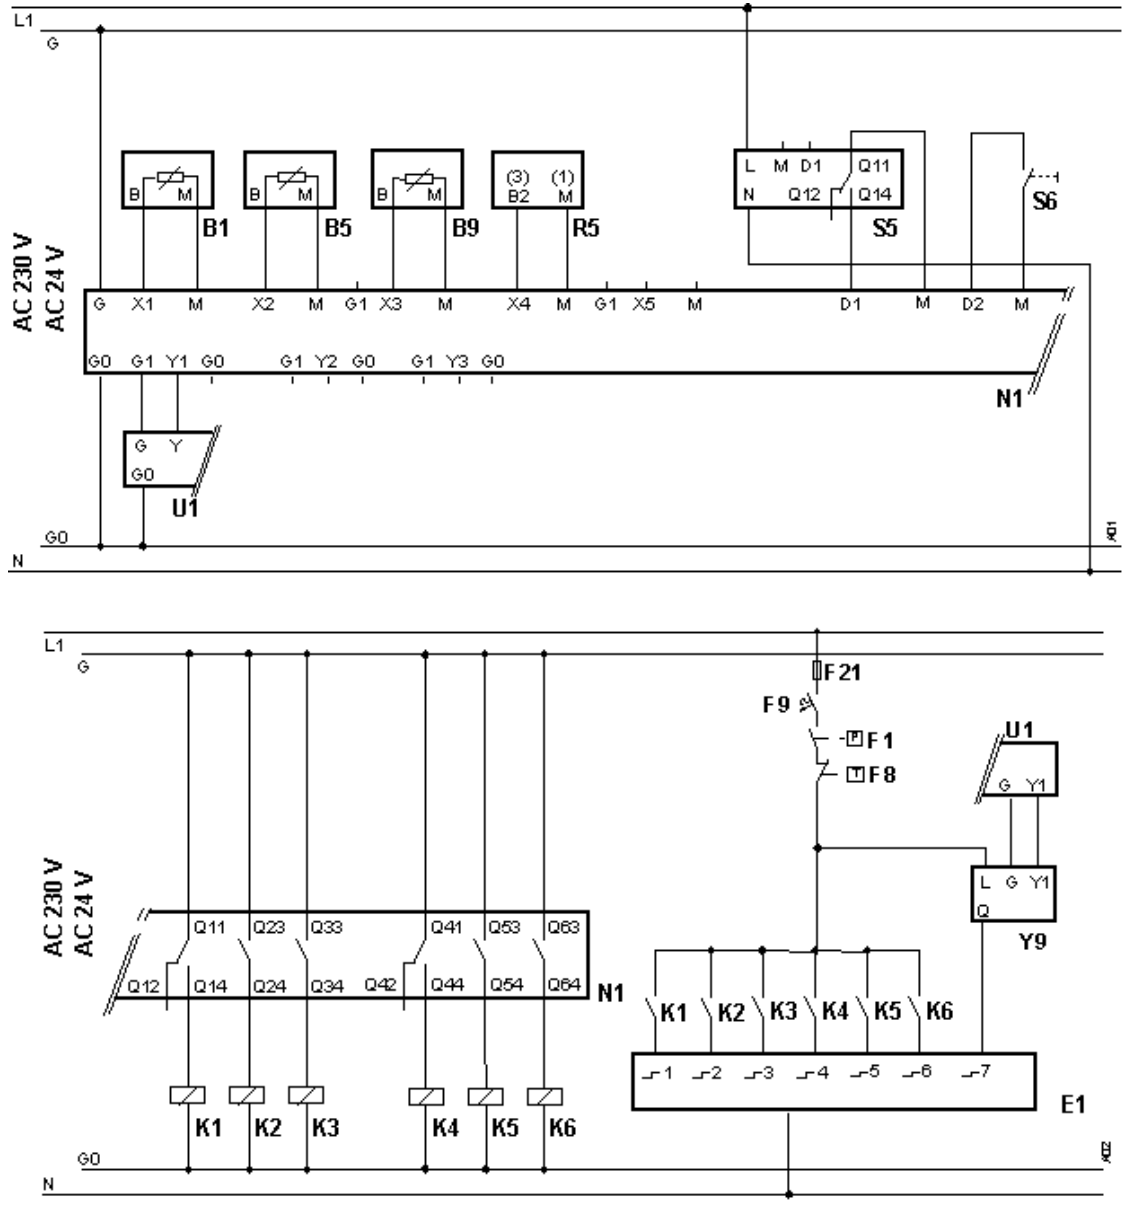 L1
G
L M D1 Q11
(3) (1)
B M B M B M B2 M N Q12 Q14
B1 B5 B9 R5 S5 S6
AC 230 V
AC 24 V
G X1 M X2 M G1 X3 M X4 M G1 X5 M D1 M D2 M
G0 G1 Y1 G0 G1 Y2 G0 G1 Y3 G0
N1
G Y
G0
U1
G0
N
A01
L1
G
F21
F9
F1
P
F8
T
U1
G Y1
L G Y1
Q
Y9
AC 230 V
AC 24 V
Q11 Q23 Q33 Q41 Q53 Q63
Q12 Q14 Q24 Q34 Q42 Q44 Q54 Q64
N1
K1 K2 K3 K4 K5 K6
1 2 3 4 5 6 7
E1
K1 K2 K3 K4 K5 K6
G0
N
A02